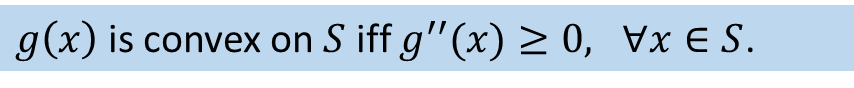 g(x) is convex on S iff g′′(x) ≥ 0, ∀x ∈ S.